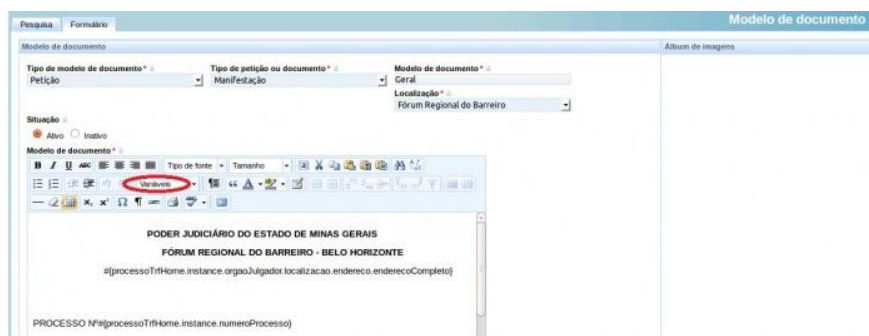 Modelo de documento
Pesquisa Formulário
Modelo de documento Álbum de imagens
Tipo de modelo de documento * Tipo de petição ou documento * Modelo de documento *
Petição Manifestação Geral
Localização *
Fórum Regional do Barreiro
Situação
Ativo Inativo
Modelo de documento *
B I U ABC Tipo de fonte Tamanho
Variáveis
PODER JUDICIÁRIO DO ESTADO DE MINAS GERAIS
FÓRUM REGIONAL DO BARREIRO - BELO HORIZONTE
#{processoTrfHome.instance.orgaoJulgador.localizacao.endereco.enderecoCompleto}
PROCESSO Nº#{processoTrfHome.instance.numeroProcesso}